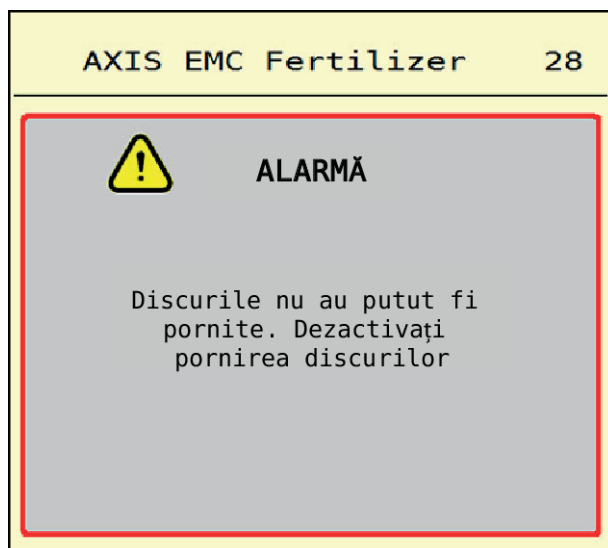 AXIS EMC Fertilizer 28
ALARMĂ
Discurile nu au putut fi
pornite. Dezactivați
pornirea discurilor